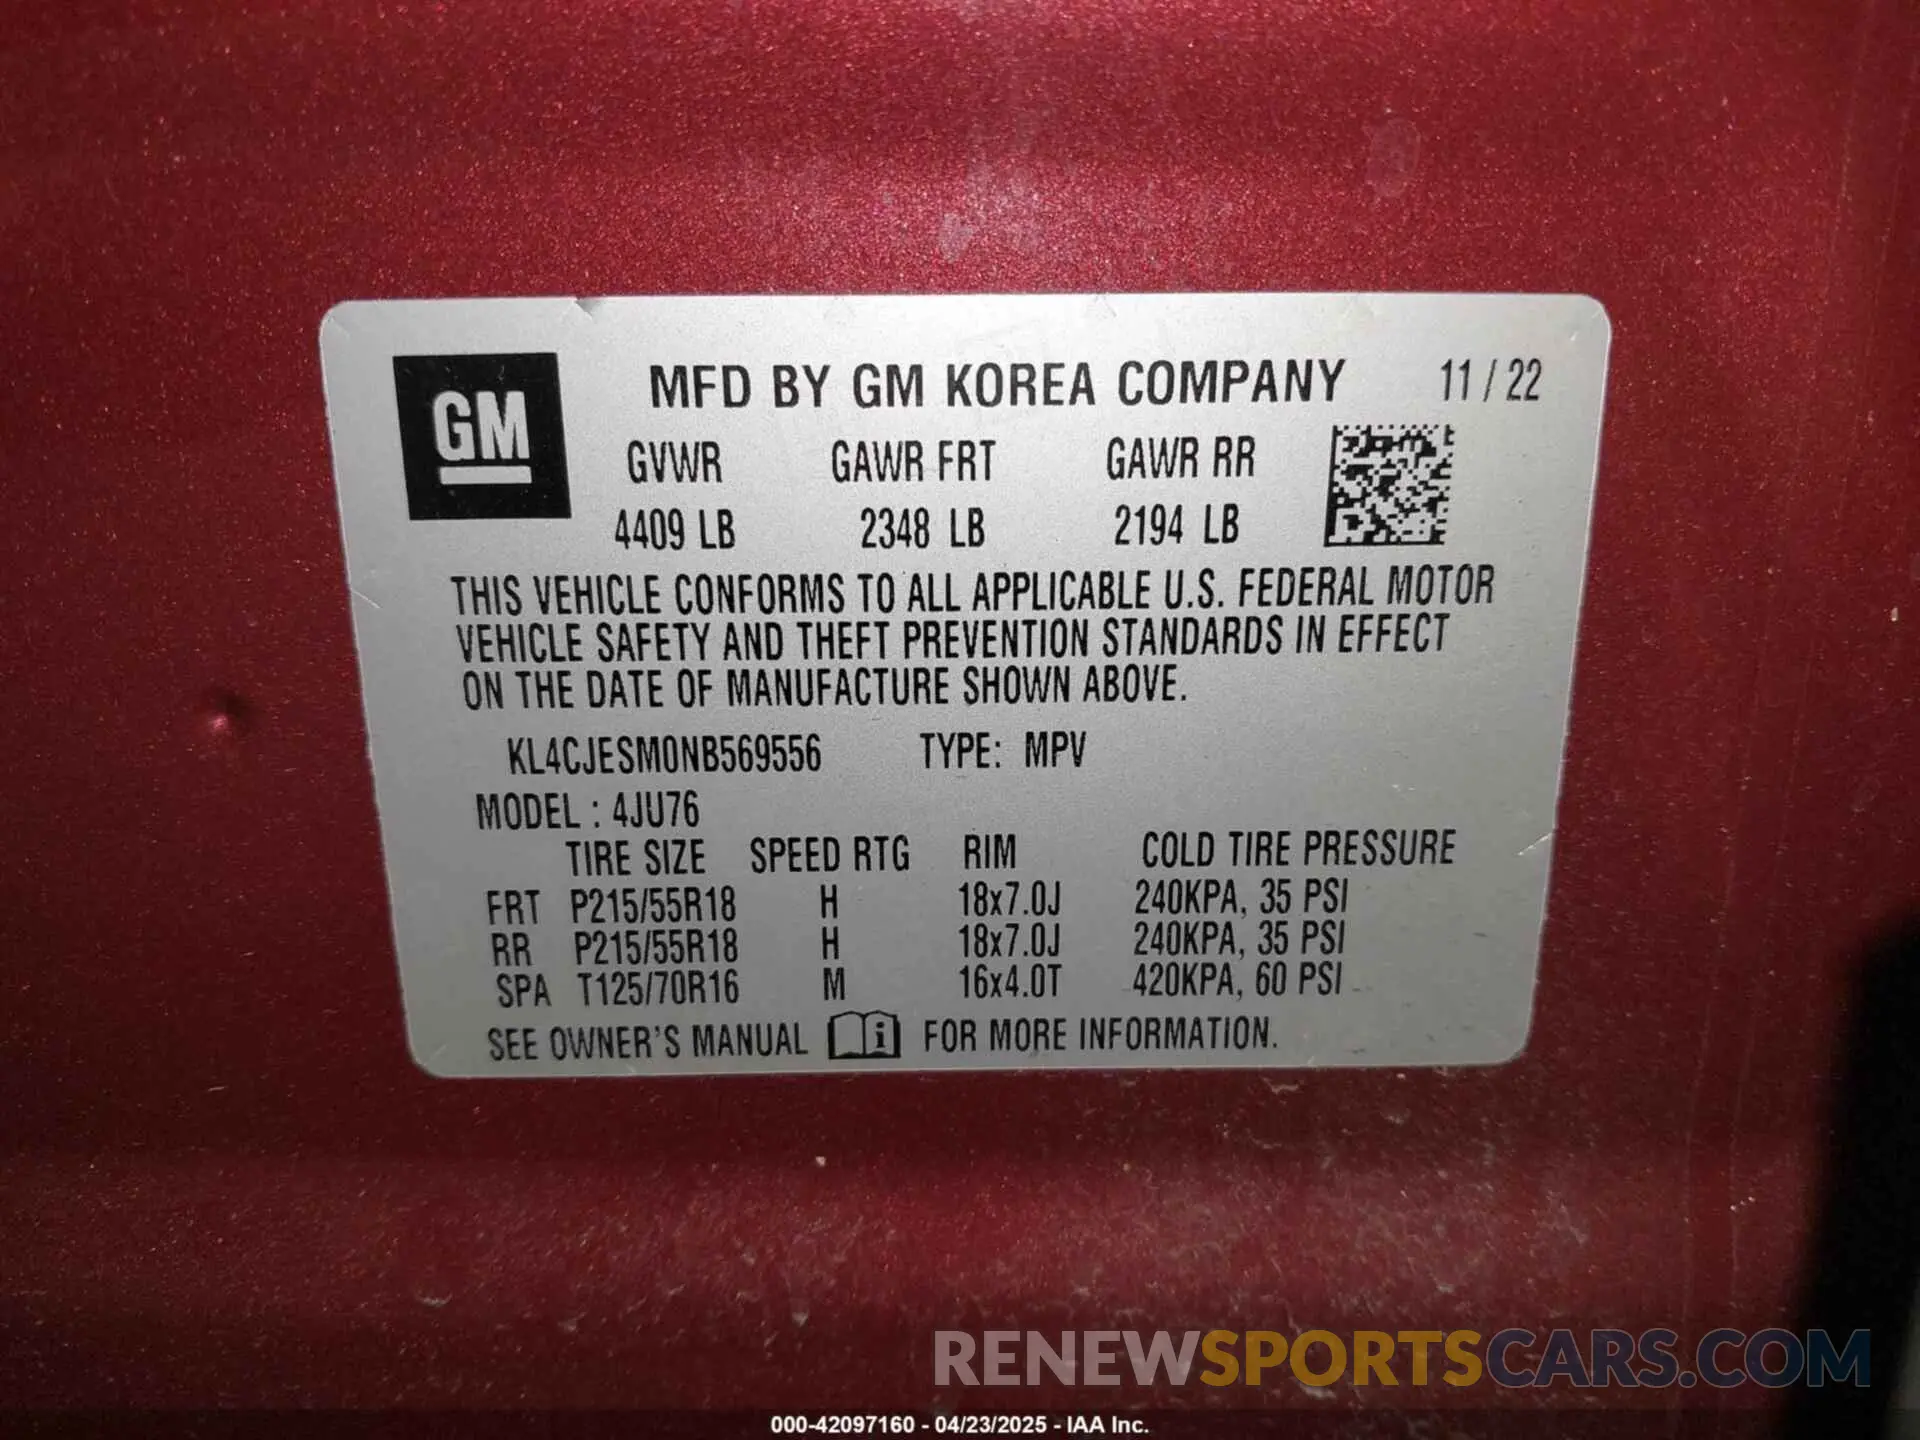 GM
MFD BY GM KOREA COMPANY 11 / 22
GVWR GAWR FRT GAWR RR
4409 LB 2348 LB 2194 LB
THIS VEHICLE CONFORMS TO ALL APPLICABLE U.S. FEDERAL MOTOR
VEHICLE SAFETY AND THEFT PREVENTION STANDARDS IN EFFECT
ON THE DATE OF MANUFACTURE SHOWN ABOVE.
KL4CJESM0NB569556 TYPE: MPV
MODEL : 4JU76
TIRE SIZE SPEED RTG RIM COLD TIRE PRESSURE
FRT P215/55R18 H 18x7.0J 240KPA, 35 PSI
RR P215/55R18 H 18x7.0J 240KPA, 35 PSI
SPA T125/70R16 M 16x4.0T 420KPA, 60 PSI
SEE OWNER'S MANUAL i FOR MORE INFORMATION.
RENEWSPORTSCARS.COM
000-42097160 - 04/23/2025 - IAA Inc.